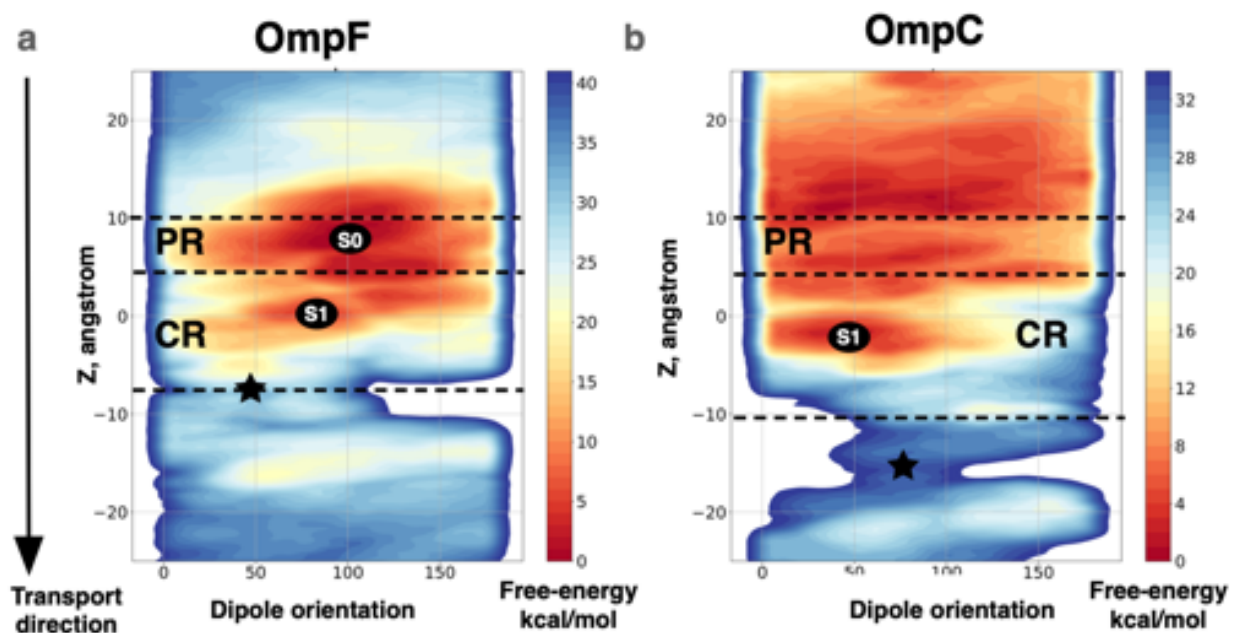 a
OmpF
b
OmpC
20
10
0
−10
−20
Z, angstrom
PR
S0
S1
CR
0
50
100
150
40
35
30
25
20
15
10
5
0
Transport
direction
Dipole orientation
Free-energy
kcal/mol
20
10
0
−10
−20
Z, angstrom
PR
S1
CR
0
50
150
32
28
24
20
16
12
8
4
0
Dipole orientation
Free-energy
kcal/mol